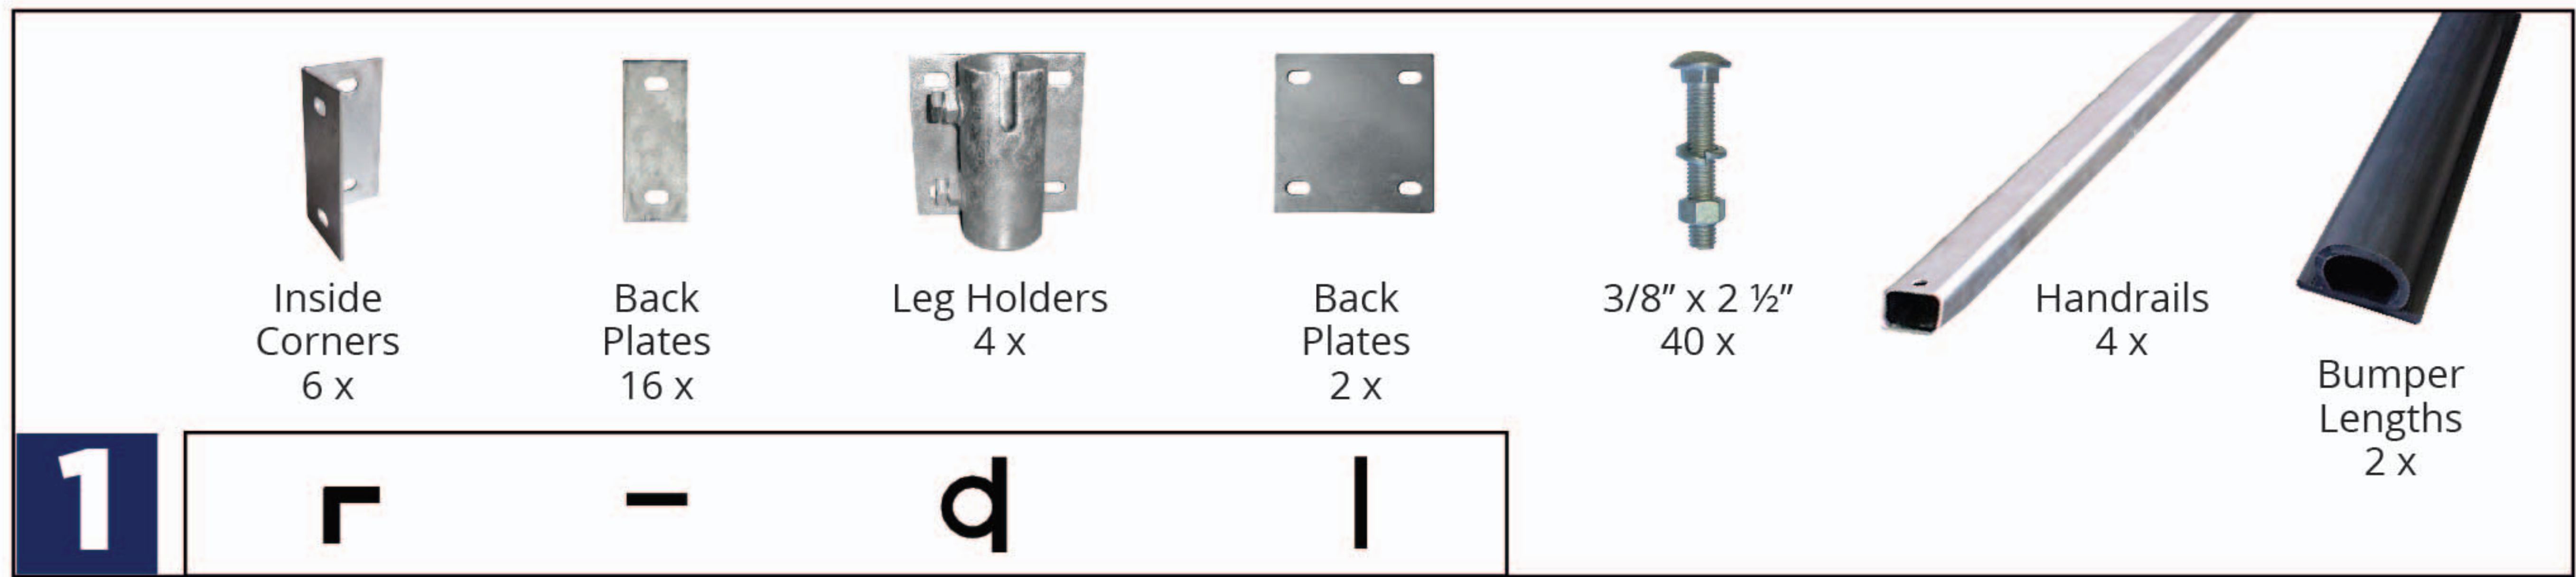 Inside
Corners
6 x
Back
Plates
16 x
Leg Holders
4 x
Back
Plates
2 x
3/8” x 2 ½”
40 x
Handrails
4 x
Bumper
Lengths
2 x
1